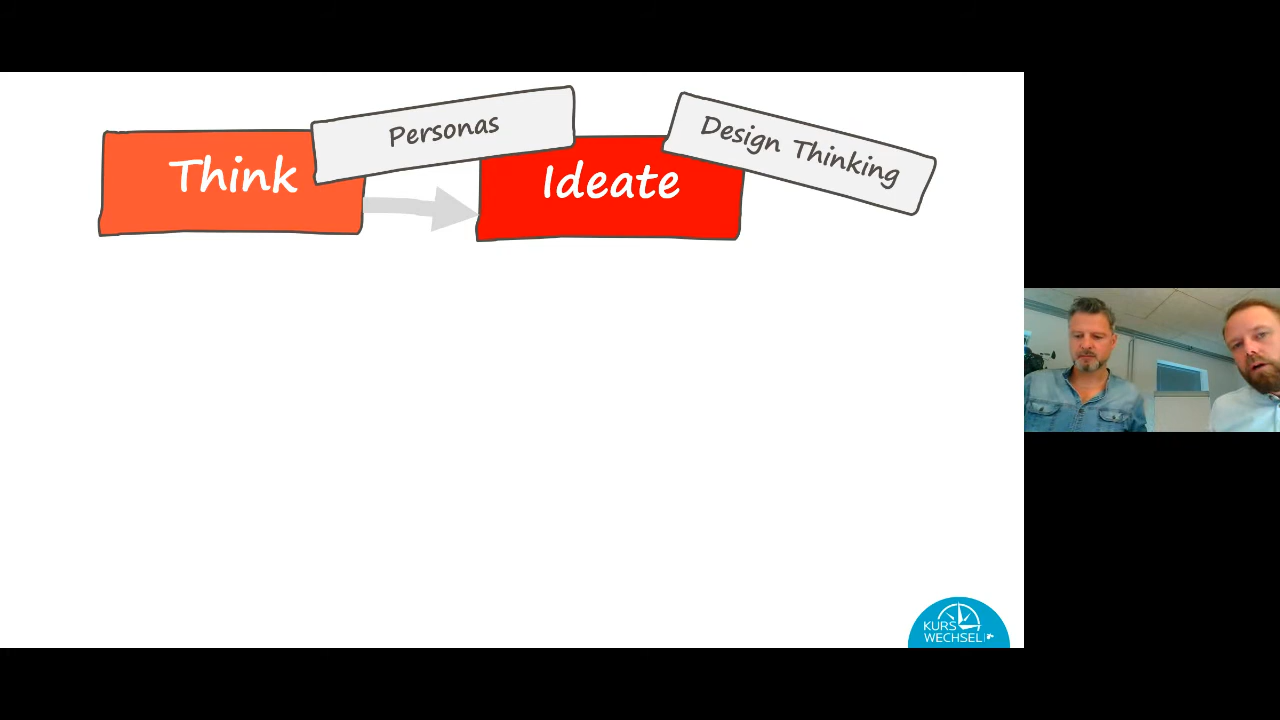 Think
Personas
Ideate
Design Thinking
KURS
WECHSEL